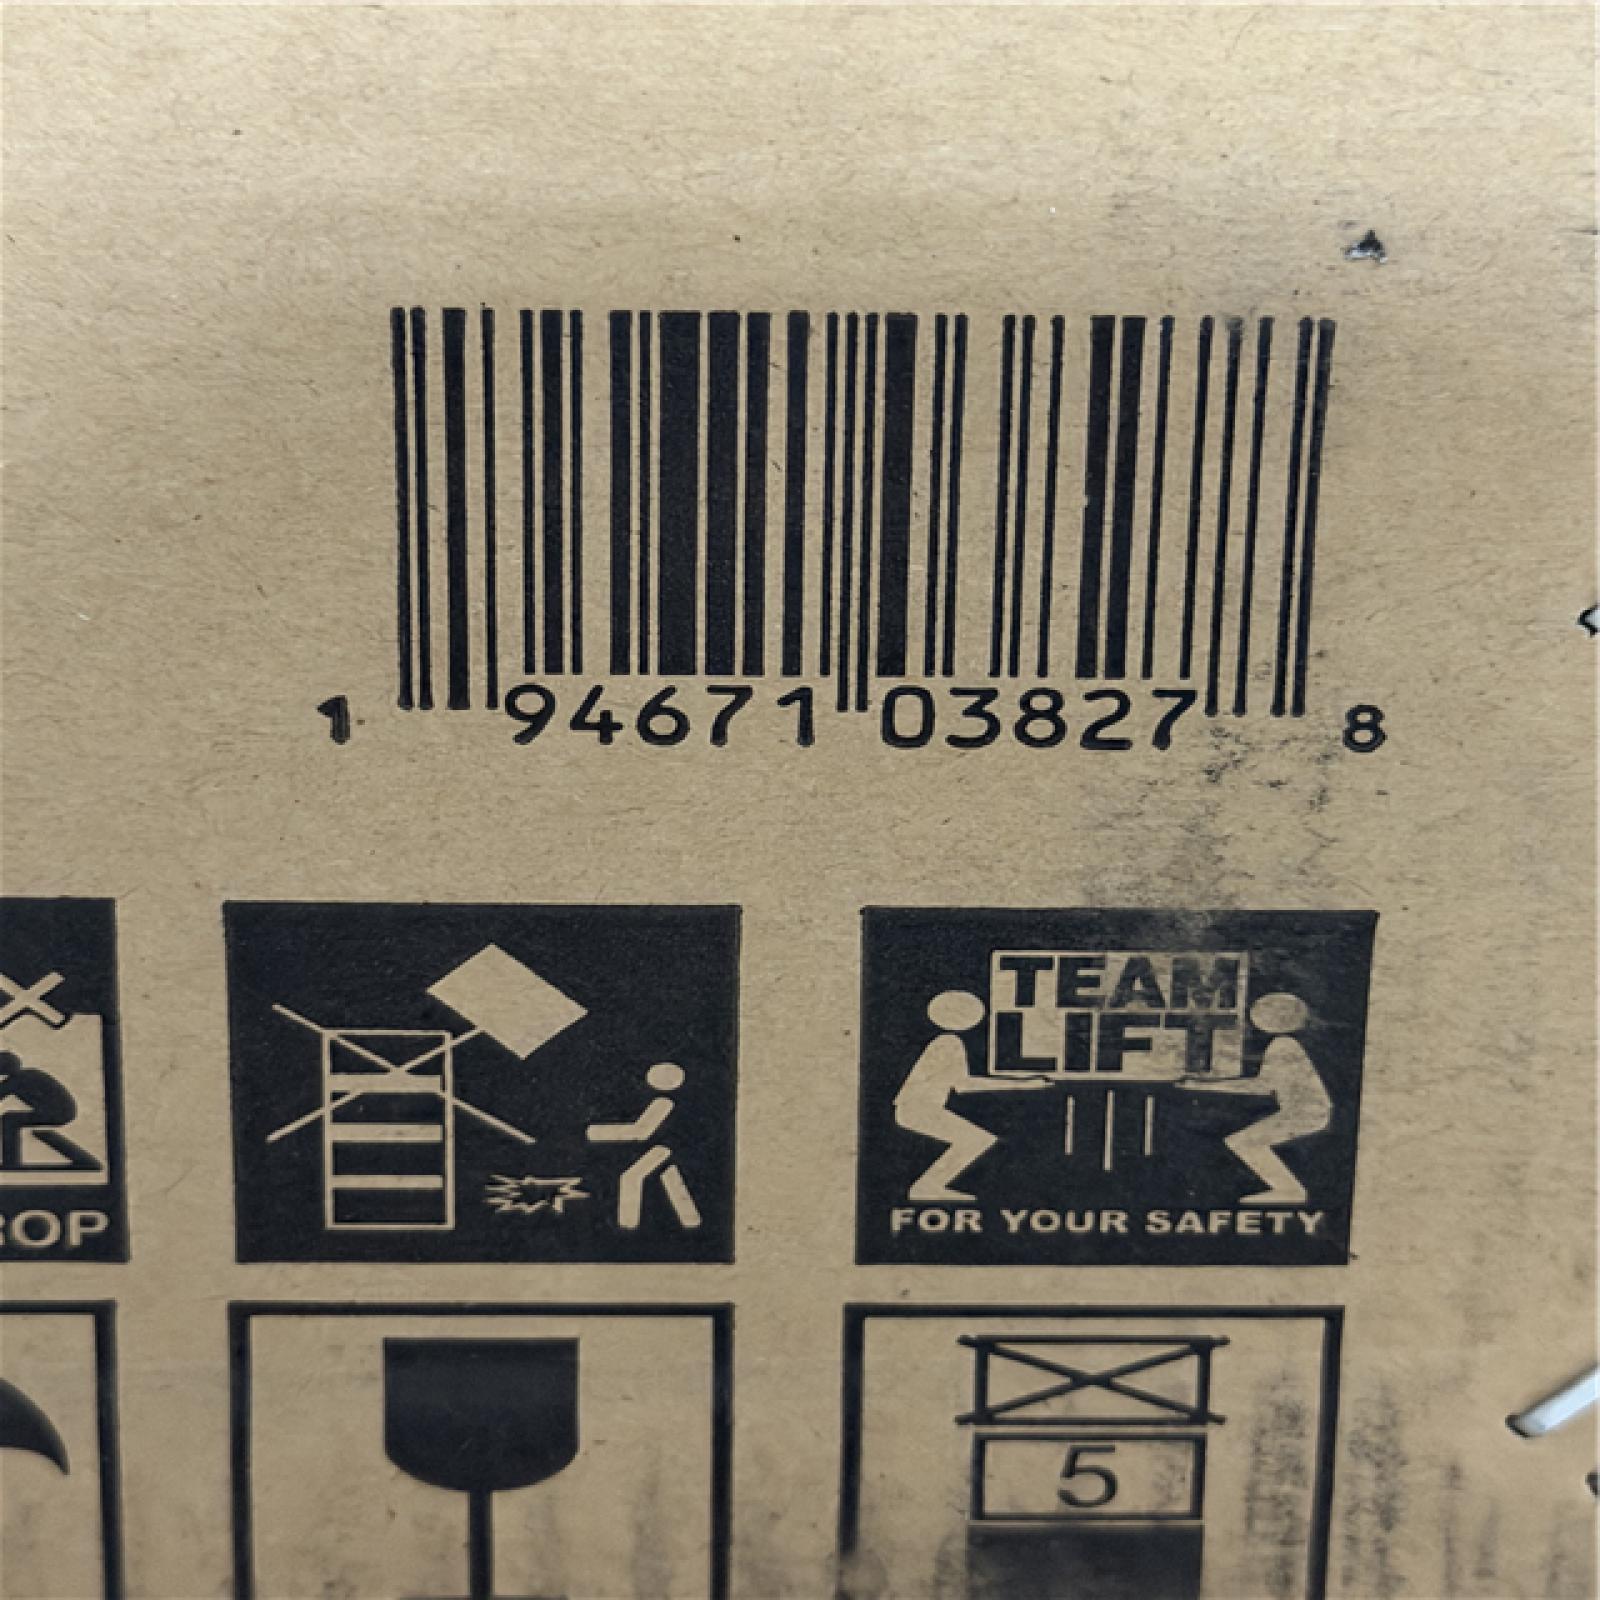 1 94671 03827 8
ROP
TEAM
LIFT
FOR YOUR SAFETY
5